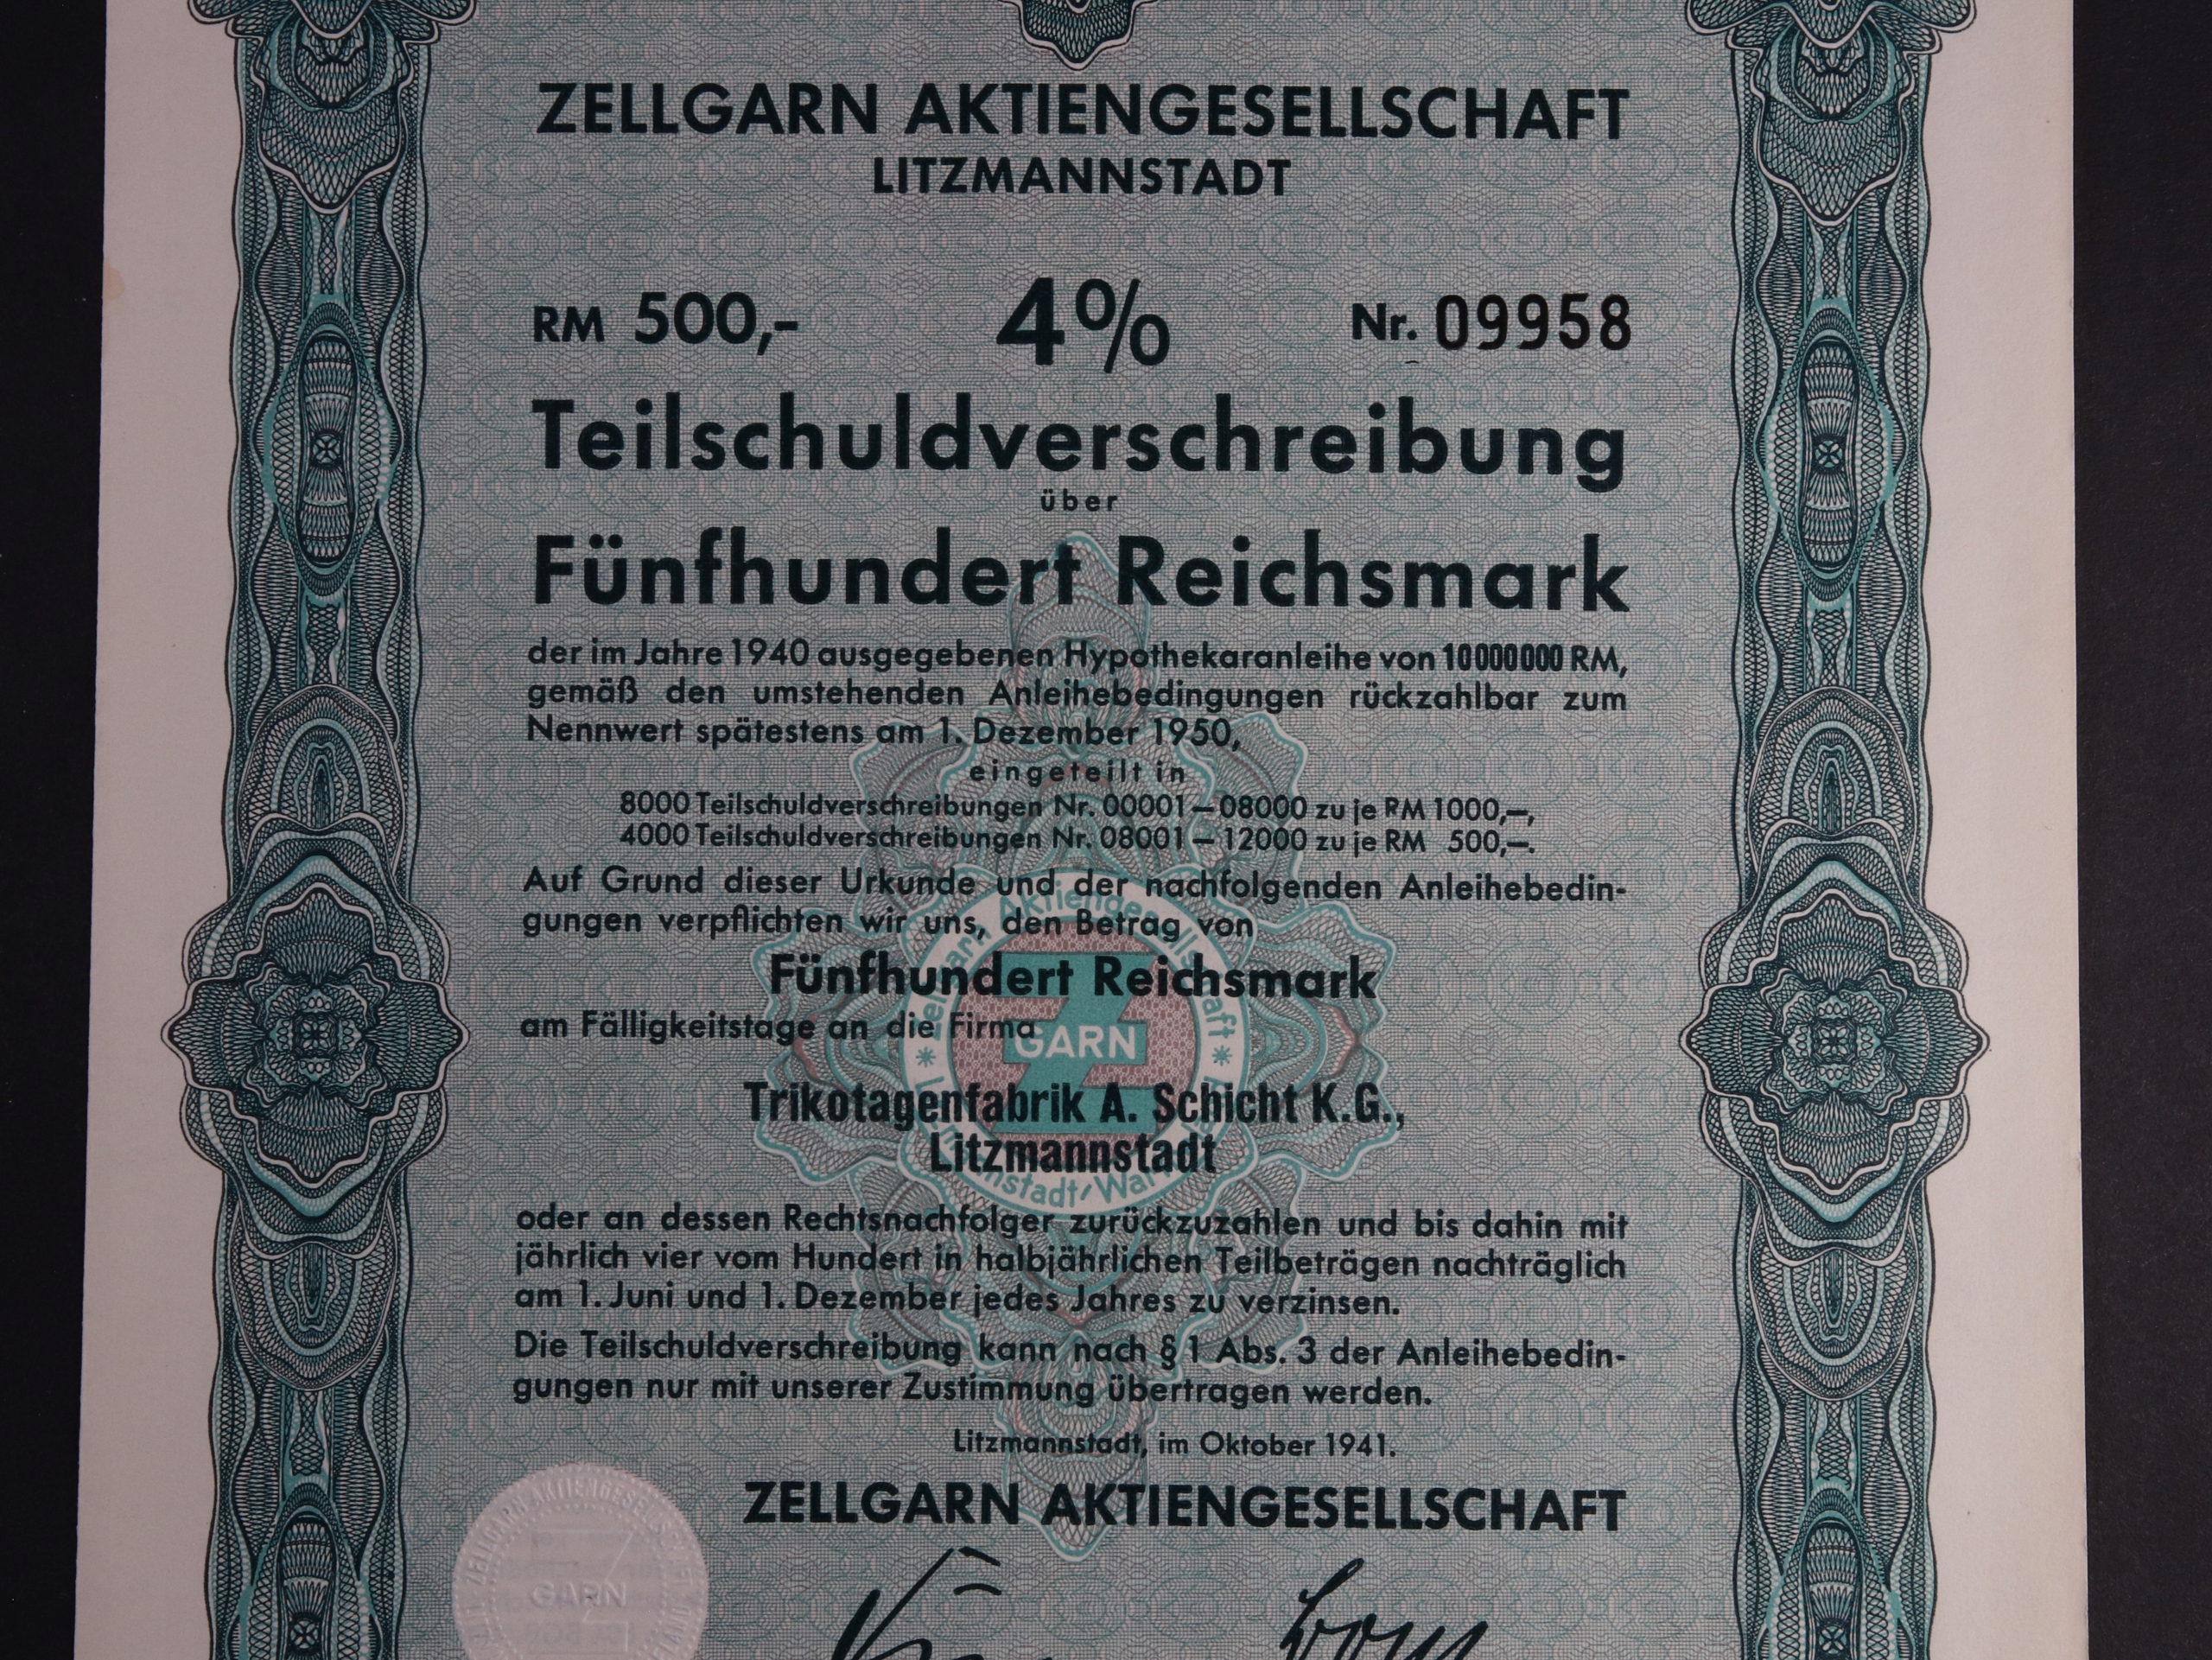 ZELLGARN AKTIENGESELLSCHAFT
LITZMANNSTADT
RM 500,- 4% Nr. 09958
Teilschuldverschreibung
über
Fünfhundert Reichsmark
der im Jahre 1940 ausgegebenen Hypothekaranleihe von 10000000 RM,
gemäß den umstehenden Anleihebedingungen rückzahlbar zum
Nennwert spätestens am 1. Dezember 1950,
eingeteilt in
8000 Teilschuldverschreibungen Nr. 00001 – 08000 zu je RM 1000,–,
4000 Teilschuldverschreibungen Nr. 08001 – 12000 zu je RM 500,–.
Auf Grund dieser Urkunde und der nachfolgenden Anleihebedin-
gungen verpflichten wir uns, den Betrag von
Fünfhundert Reichsmark
am Fälligkeitstage an die Firma
GARN
Trikotagenfabrik A. Schicht K.G.,
Litzmannstadt
oder an dessen Rechtsnachfolger zurückzuzahlen und bis dahin mit
jährlich vier vom Hundert in halbjährlichen Teilbeträgen nachträglich
am 1. Juni und 1. Dezember jedes Jahres zu verzinsen.
Die Teilschuldverschreibung kann nach § 1 Abs. 3 der Anleihebedin-
gungen nur mit unserer Zustimmung übertragen werden.
Litzmannstadt, im Oktober 1941.
ZELLGARN AKTIENGESELLSCHAFT
ZELLGARN AKTIENGESELLSCHAFT
GARN